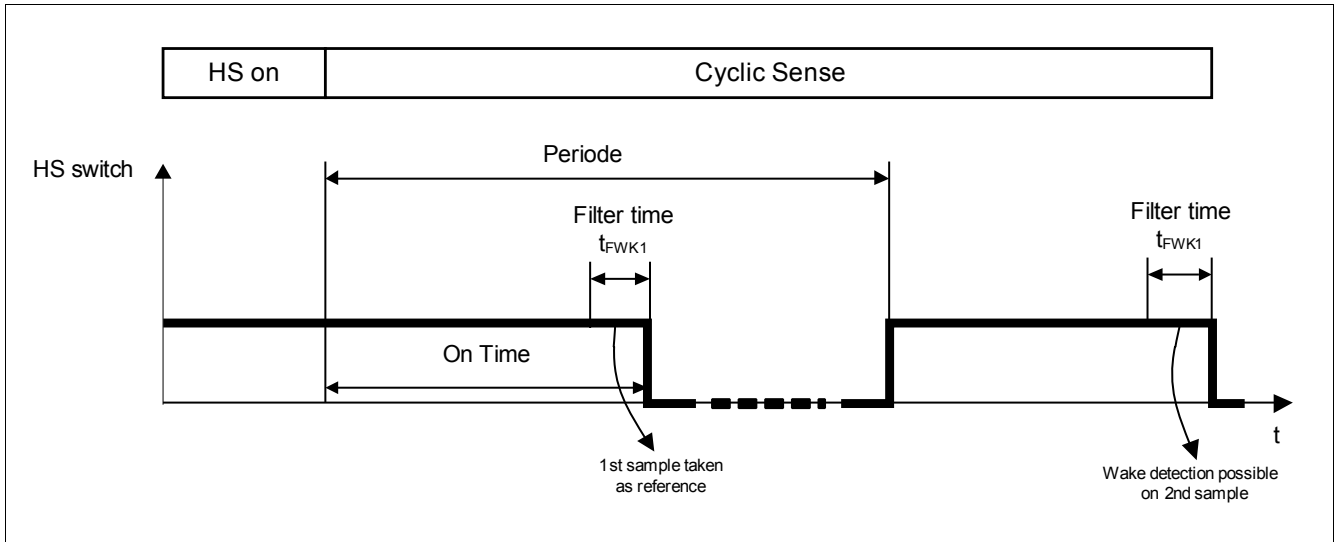 HS on
Cyclic Sense
HS switch
Periode
Filter time
tFWK1
Filter time
tFWK1
On Time
t
1st sample taken
as reference
Wake detection possible
on 2nd sample